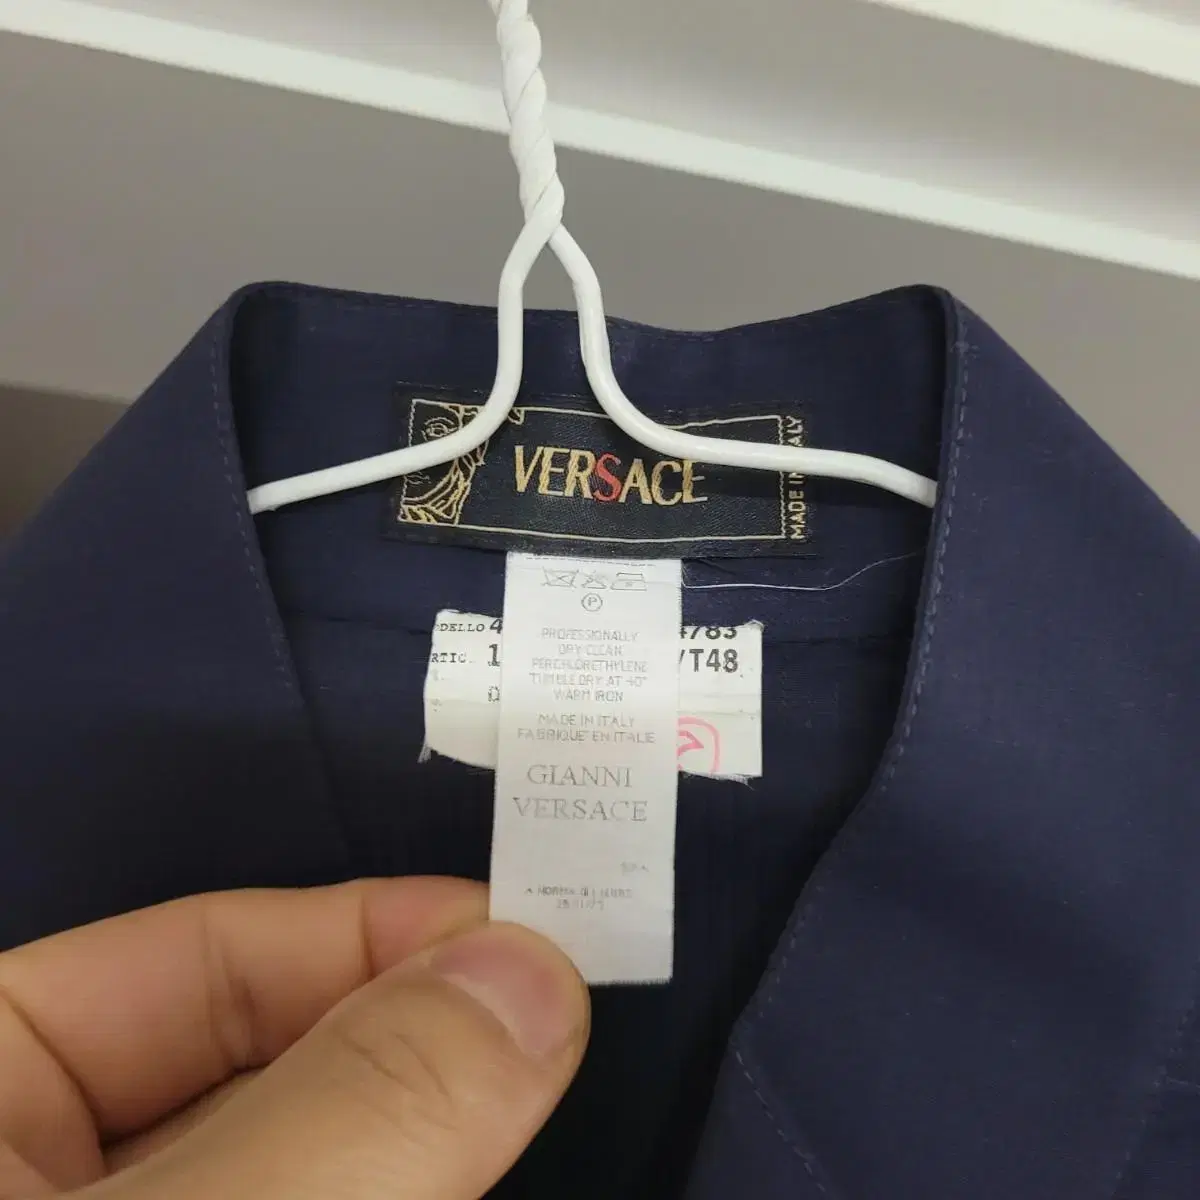 VERSACE
MADE IN ITALY
P
PROFESSIONALLY
DRY CLEAN
PERCHLORETHYLENE
TUMBLE DRY AT 40°
WARM IRON
MADE IN ITALY
FABRIQUE EN ITALIE
GIANNI
VERSACE
4783
/T48